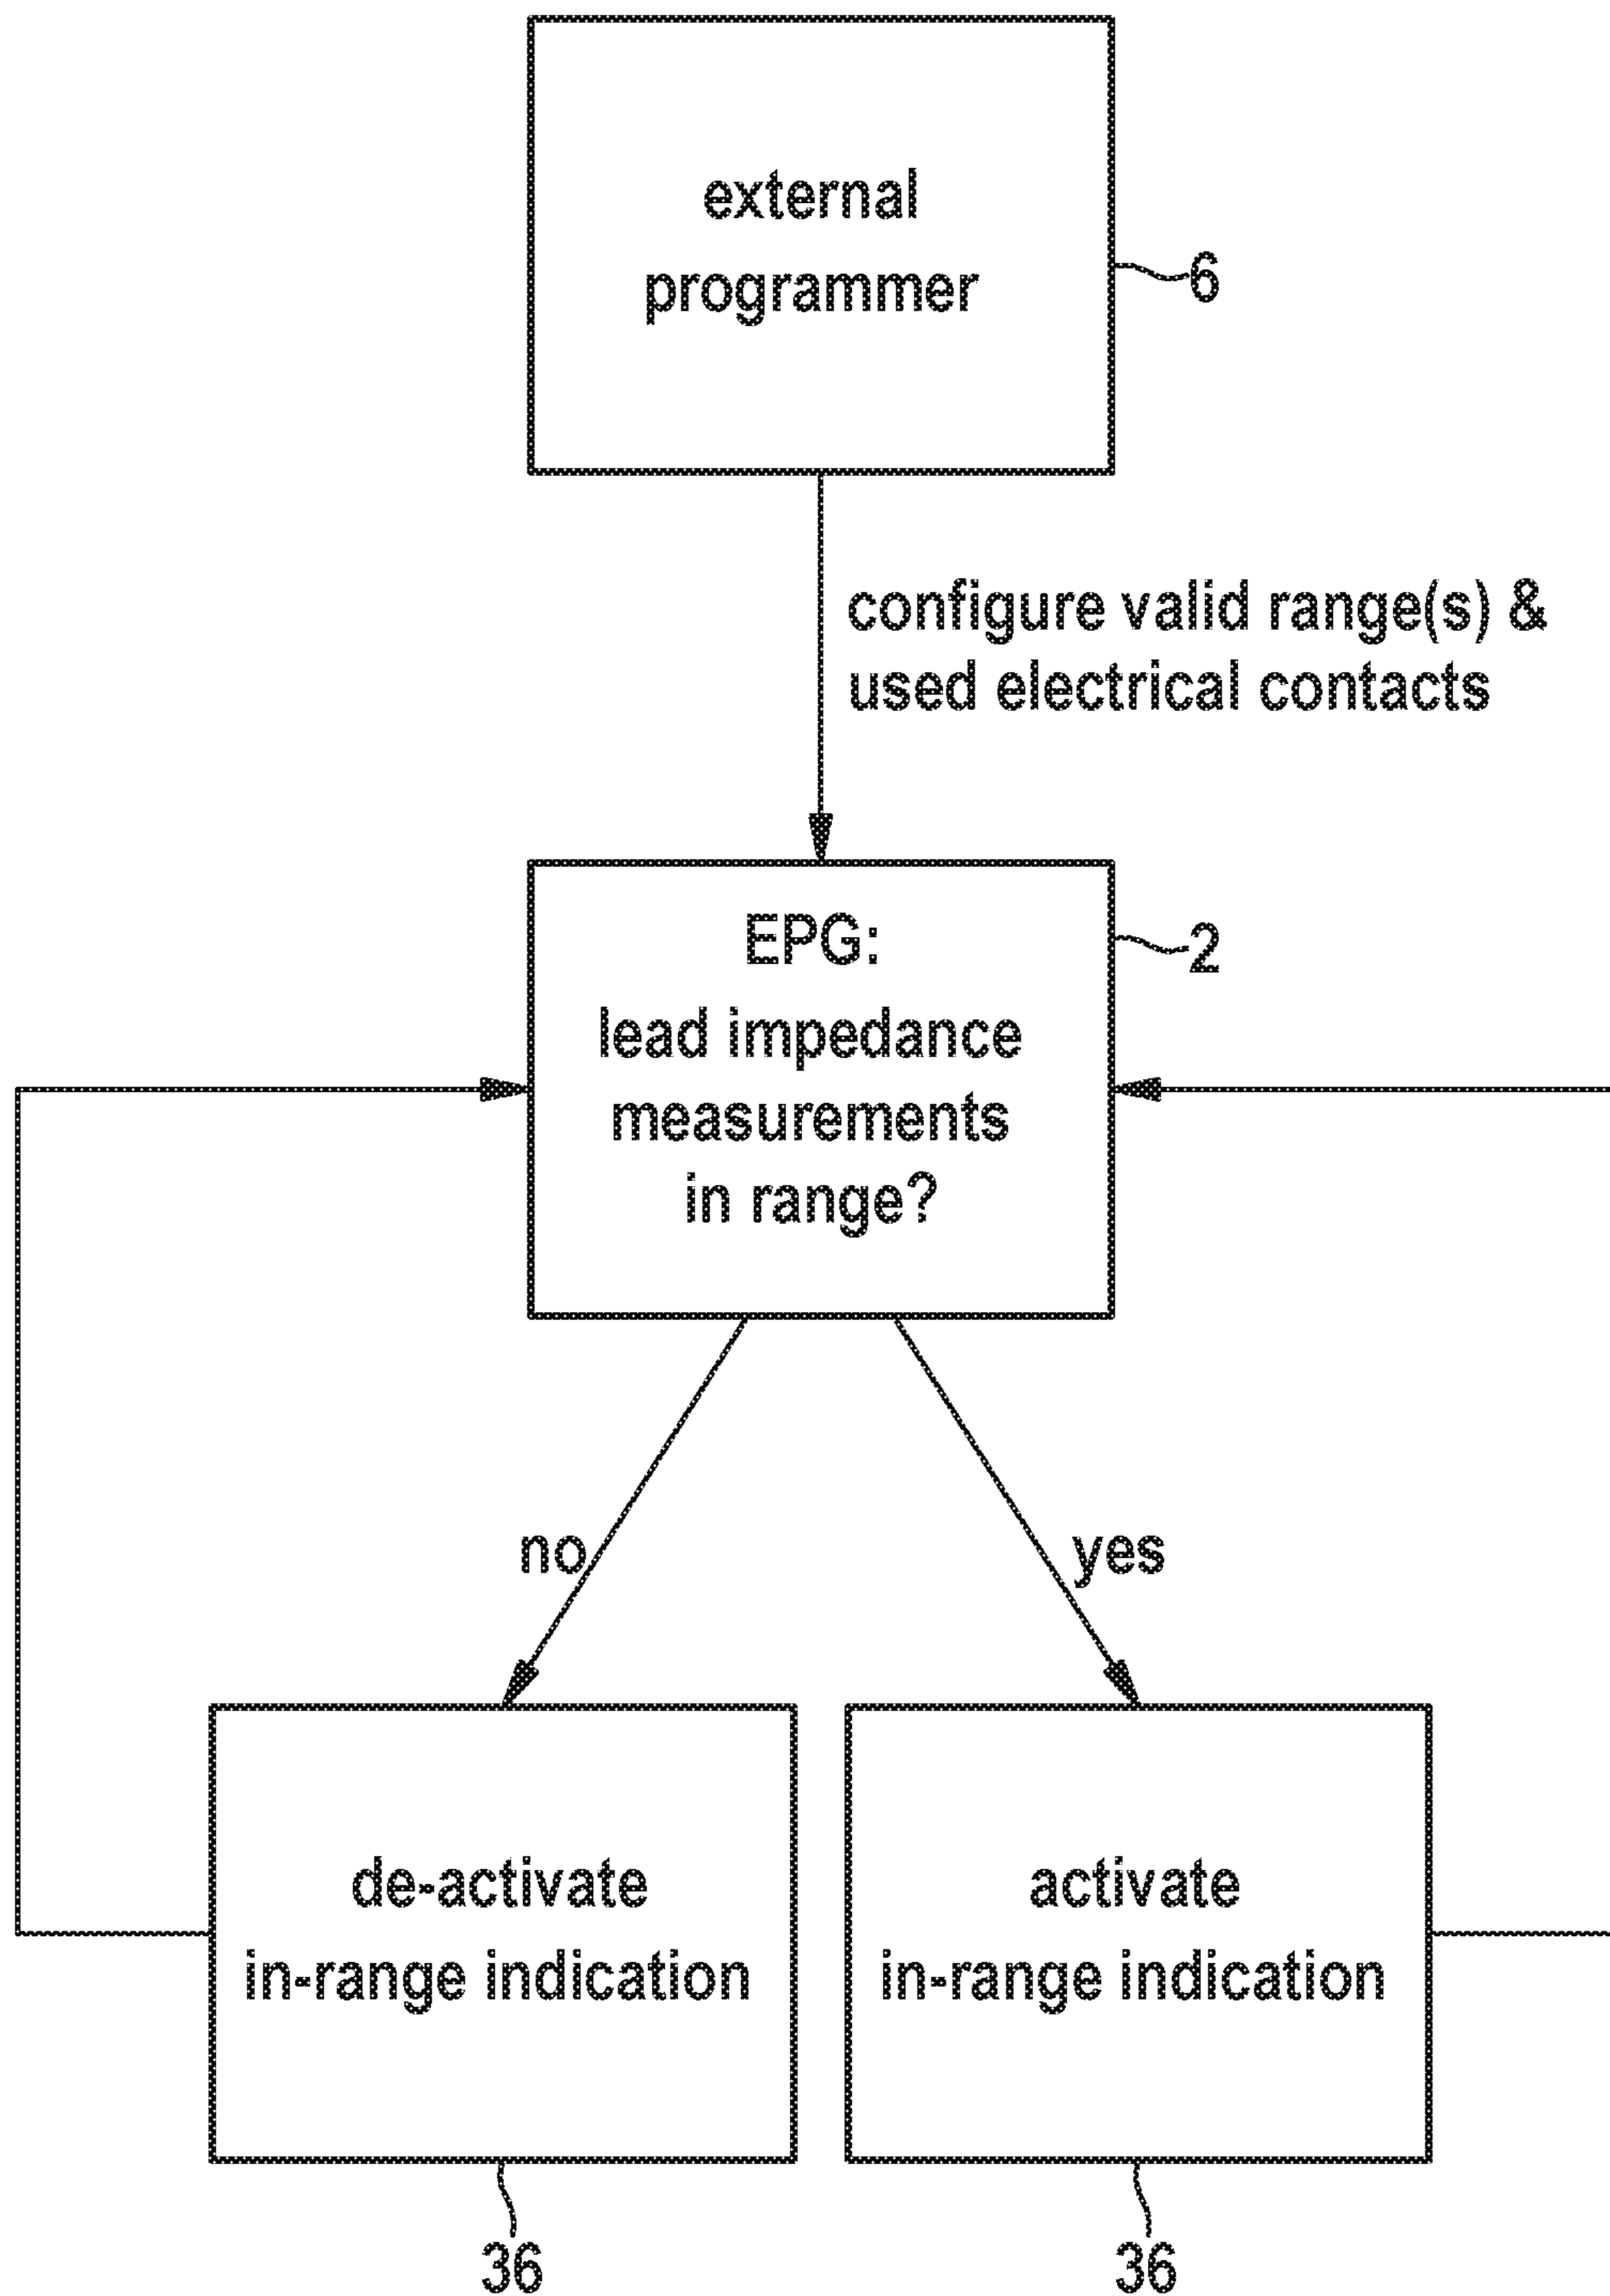 external
programmer
6
configure valid range(s) &
used electrical contacts
EPG:
lead impedance
measurements
in range?
2
no
yes
de-activate
in-range indication
activate
in-range indication
36
36